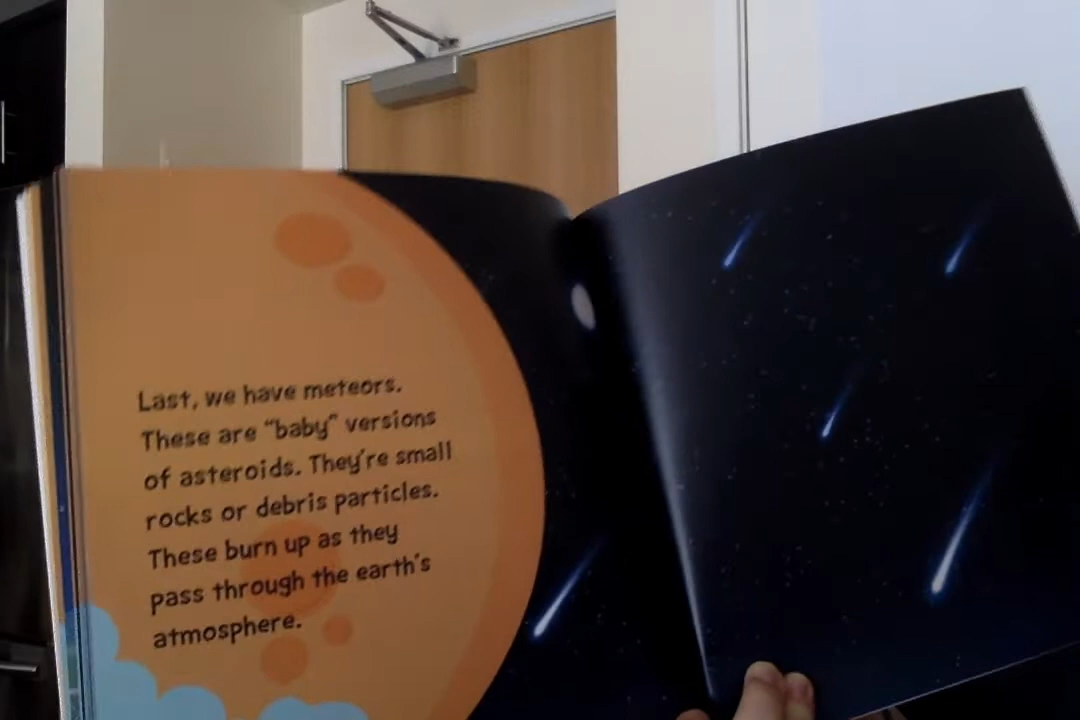 Last, we have meteors.
These are “baby” versions
of asteroids. They're small
rocks or debris particles.
These burn up as they
pass through the earth's
atmosphere.